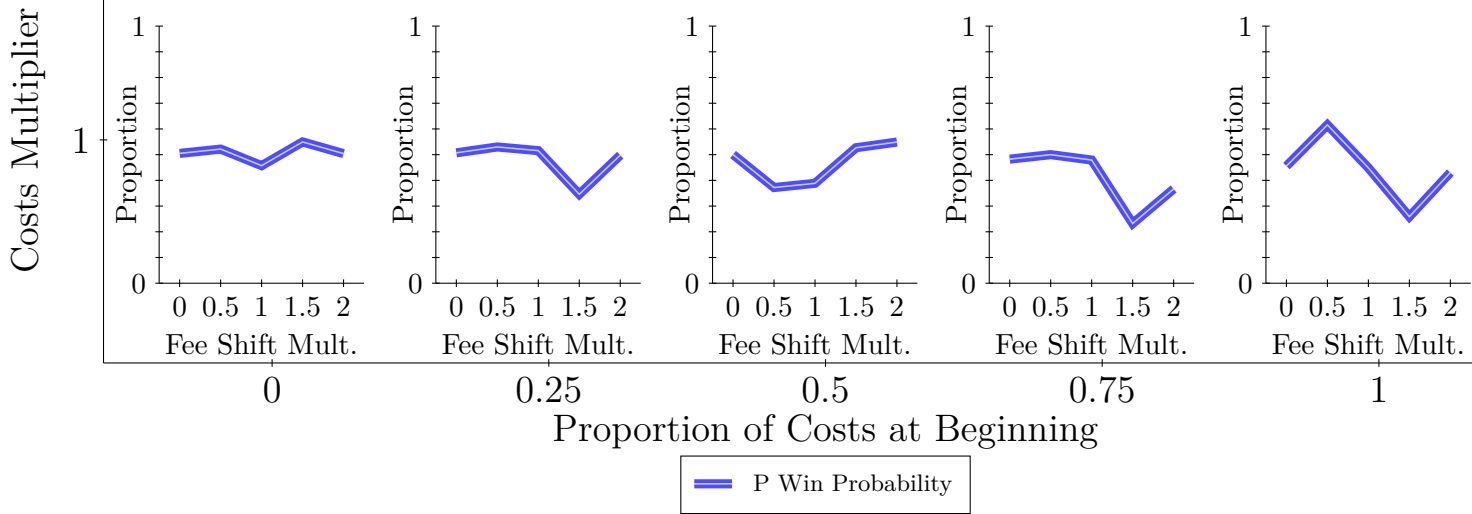 Costs Multiplier
1
1
Proportion
0
0 0.5 1 1.5 2
Fee Shift Mult.
1
Proportion
0
0 0.5 1 1.5 2
Fee Shift Mult.
1
Proportion
0
0 0.5 1 1.5 2
Fee Shift Mult.
1
Proportion
0
0 0.5 1 1.5 2
Fee Shift Mult.
1
Proportion
0
0 0.5 1 1.5 2
Fee Shift Mult.
0 0.25 0.5 0.75 1
Proportion of Costs at Beginning
P Win Probability